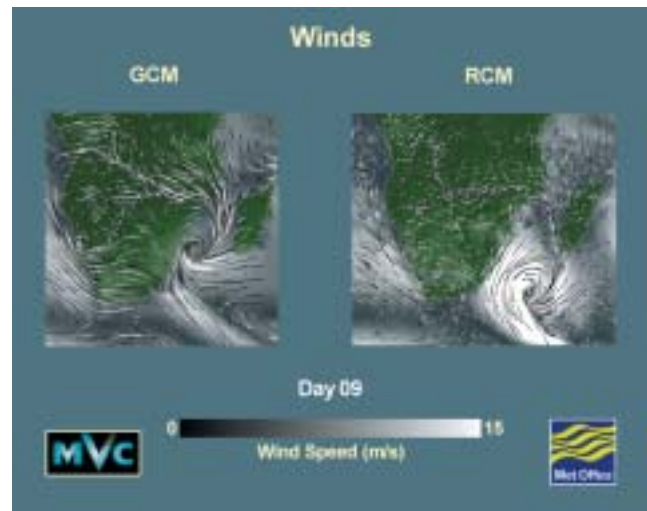 Winds
GCM RCM
Day 09
0 15
Wind Speed (m/s)
MVC
Met Office